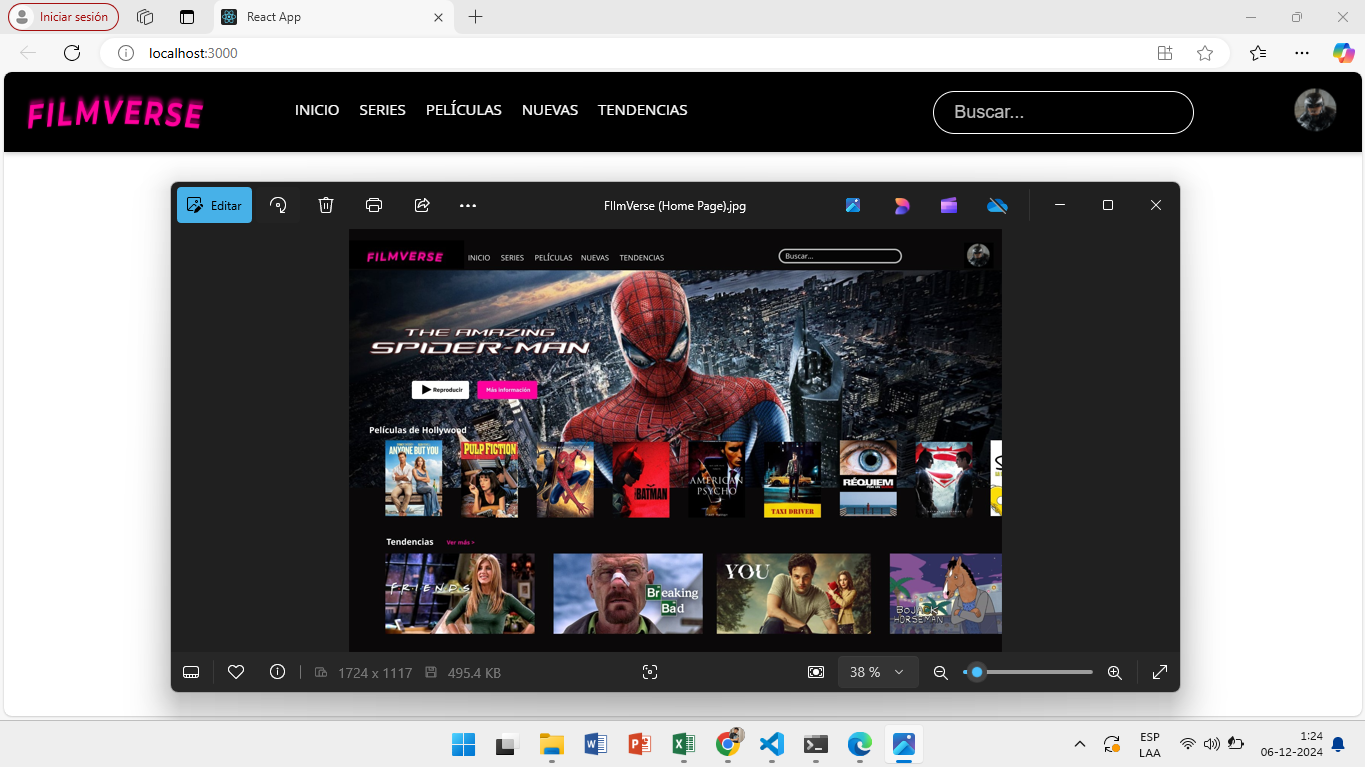 Iniciar sesión
React App
localhost:3000
FILMVERSE
INICIO SERIES PELÍCULAS NUEVAS TENDENCIAS
Buscar...
Editar
FIlmVerse (Home Page).jpg
FILMVERSE
INICIO SERIES PELÍCULAS NUEVAS TENDENCIAS
Buscar...
THE AMAZING
SPIDER-MAN
Reproducir
Más información
Películas de Hollywood
ANYONE BUT YOU
PULP FICTION
BATMAN
AMERICAN
PSYCHO
TAXI DRIVER
RÉQUIEM
Tendencias Ver más >
FRIENDS
Breaking
Bad
YOU
BOJACK
HORSEMAN
1724 x 1117
495.4 KB
38 %
ESP
LAA
1:24
06-12-2024